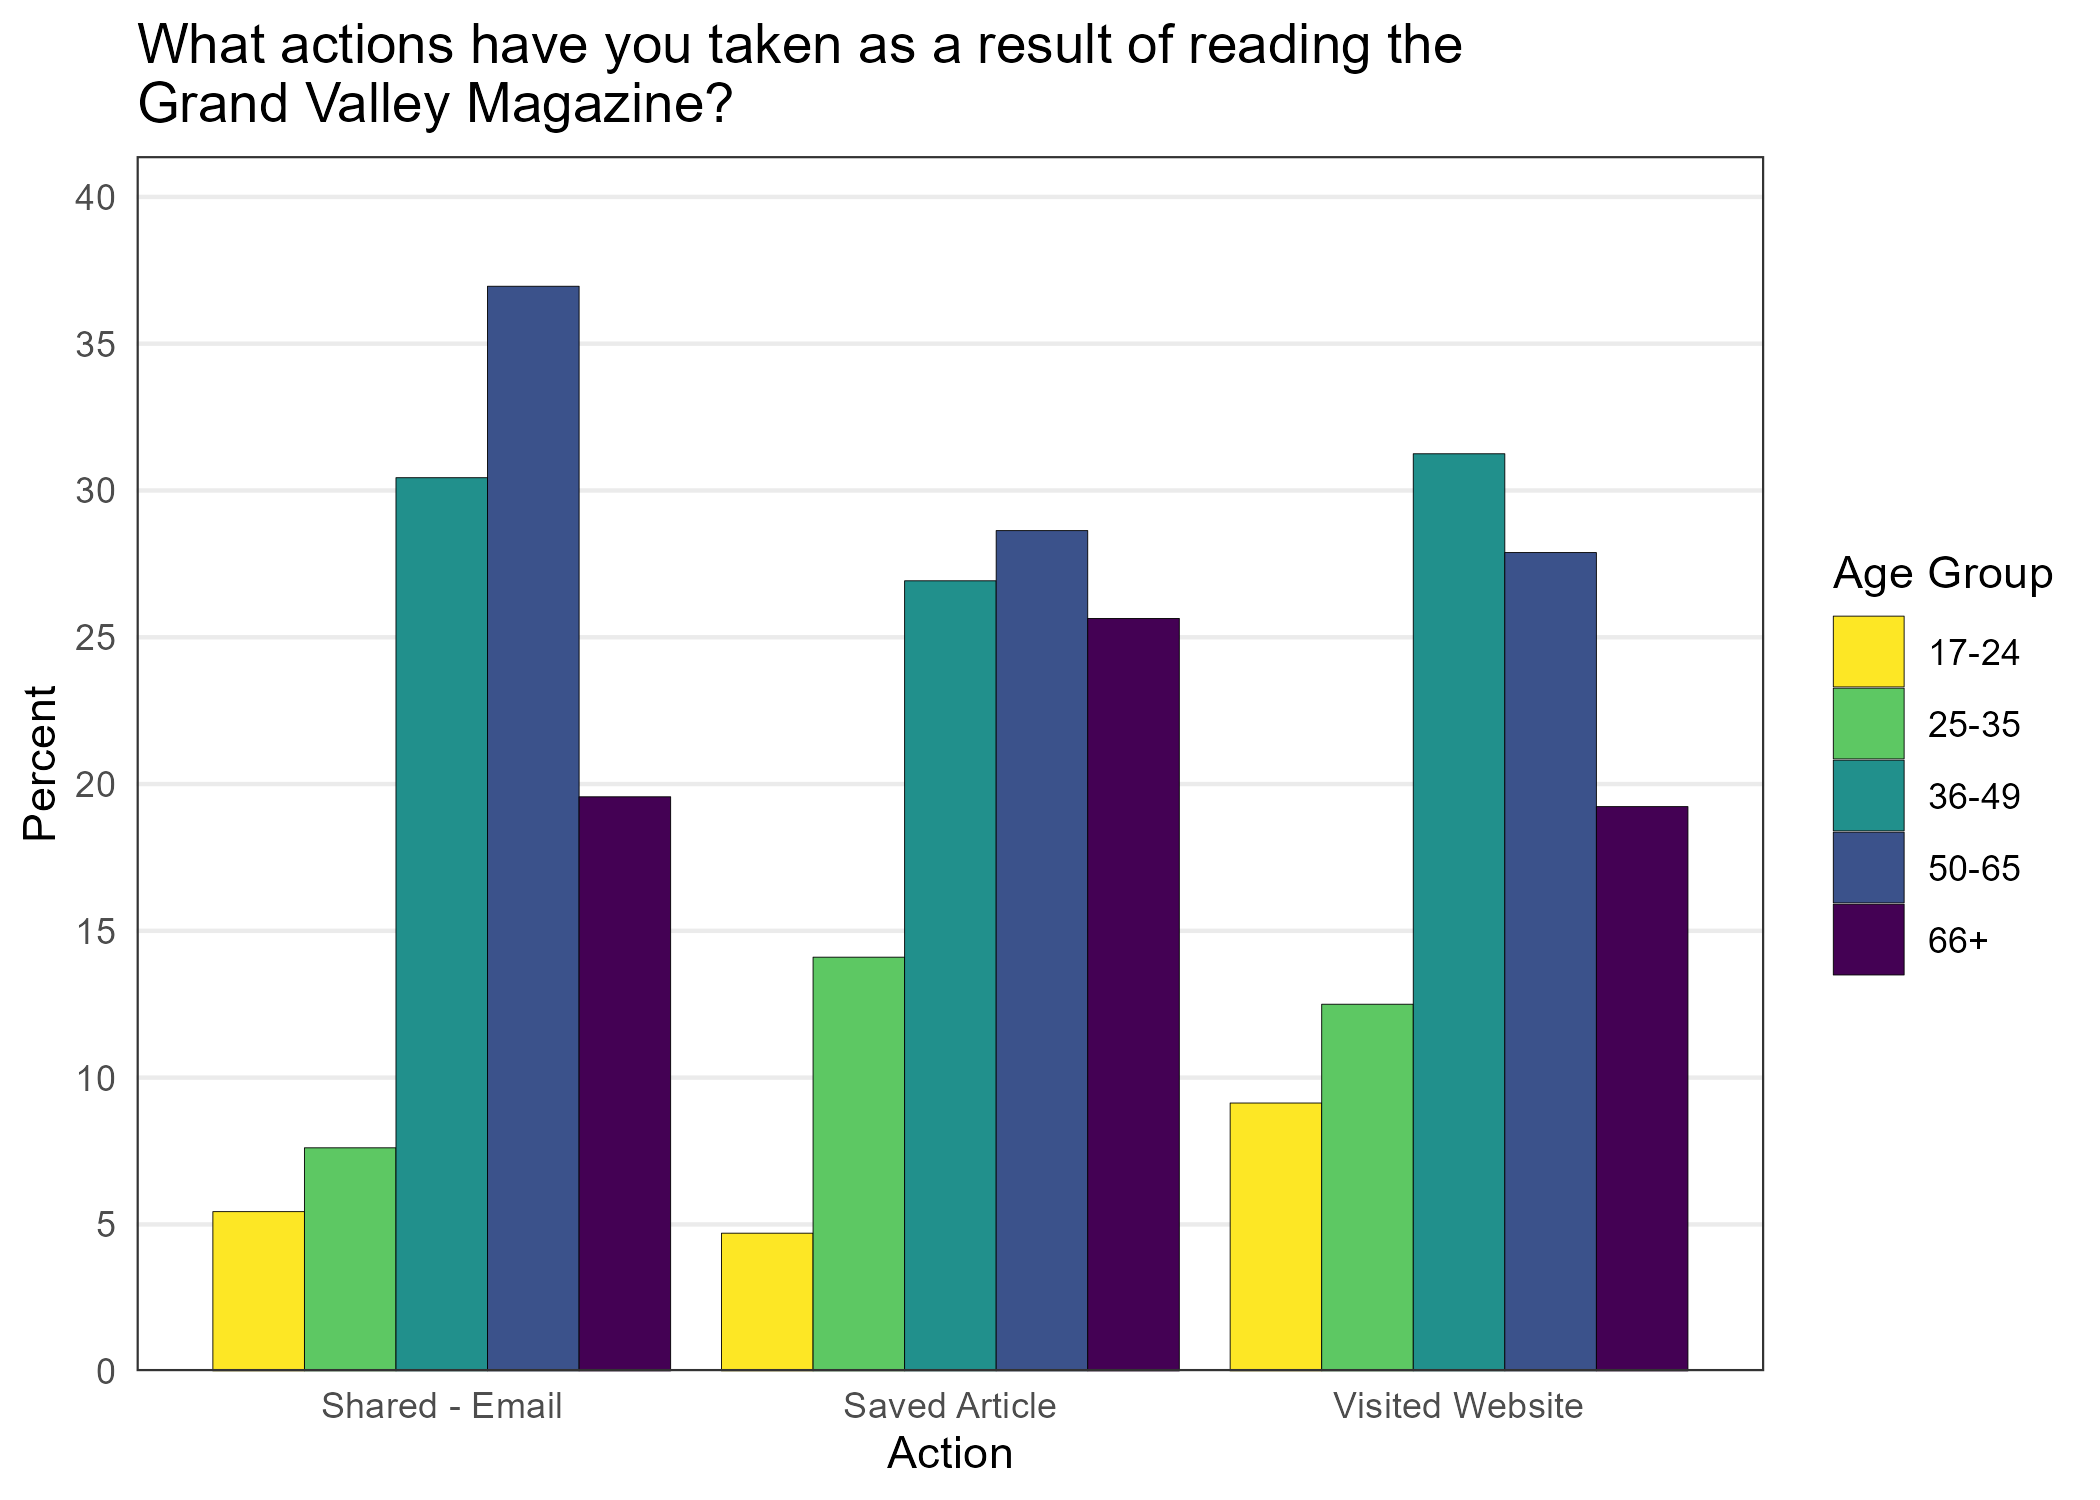 What actions have you taken as a result of reading the
Grand Valley Magazine?
40
35
30
25
20
15
10
5
0
Percent
Shared - Email
Saved Article
Visited Website
Action
Age Group
17-24
25-35
36-49
50-65
66+